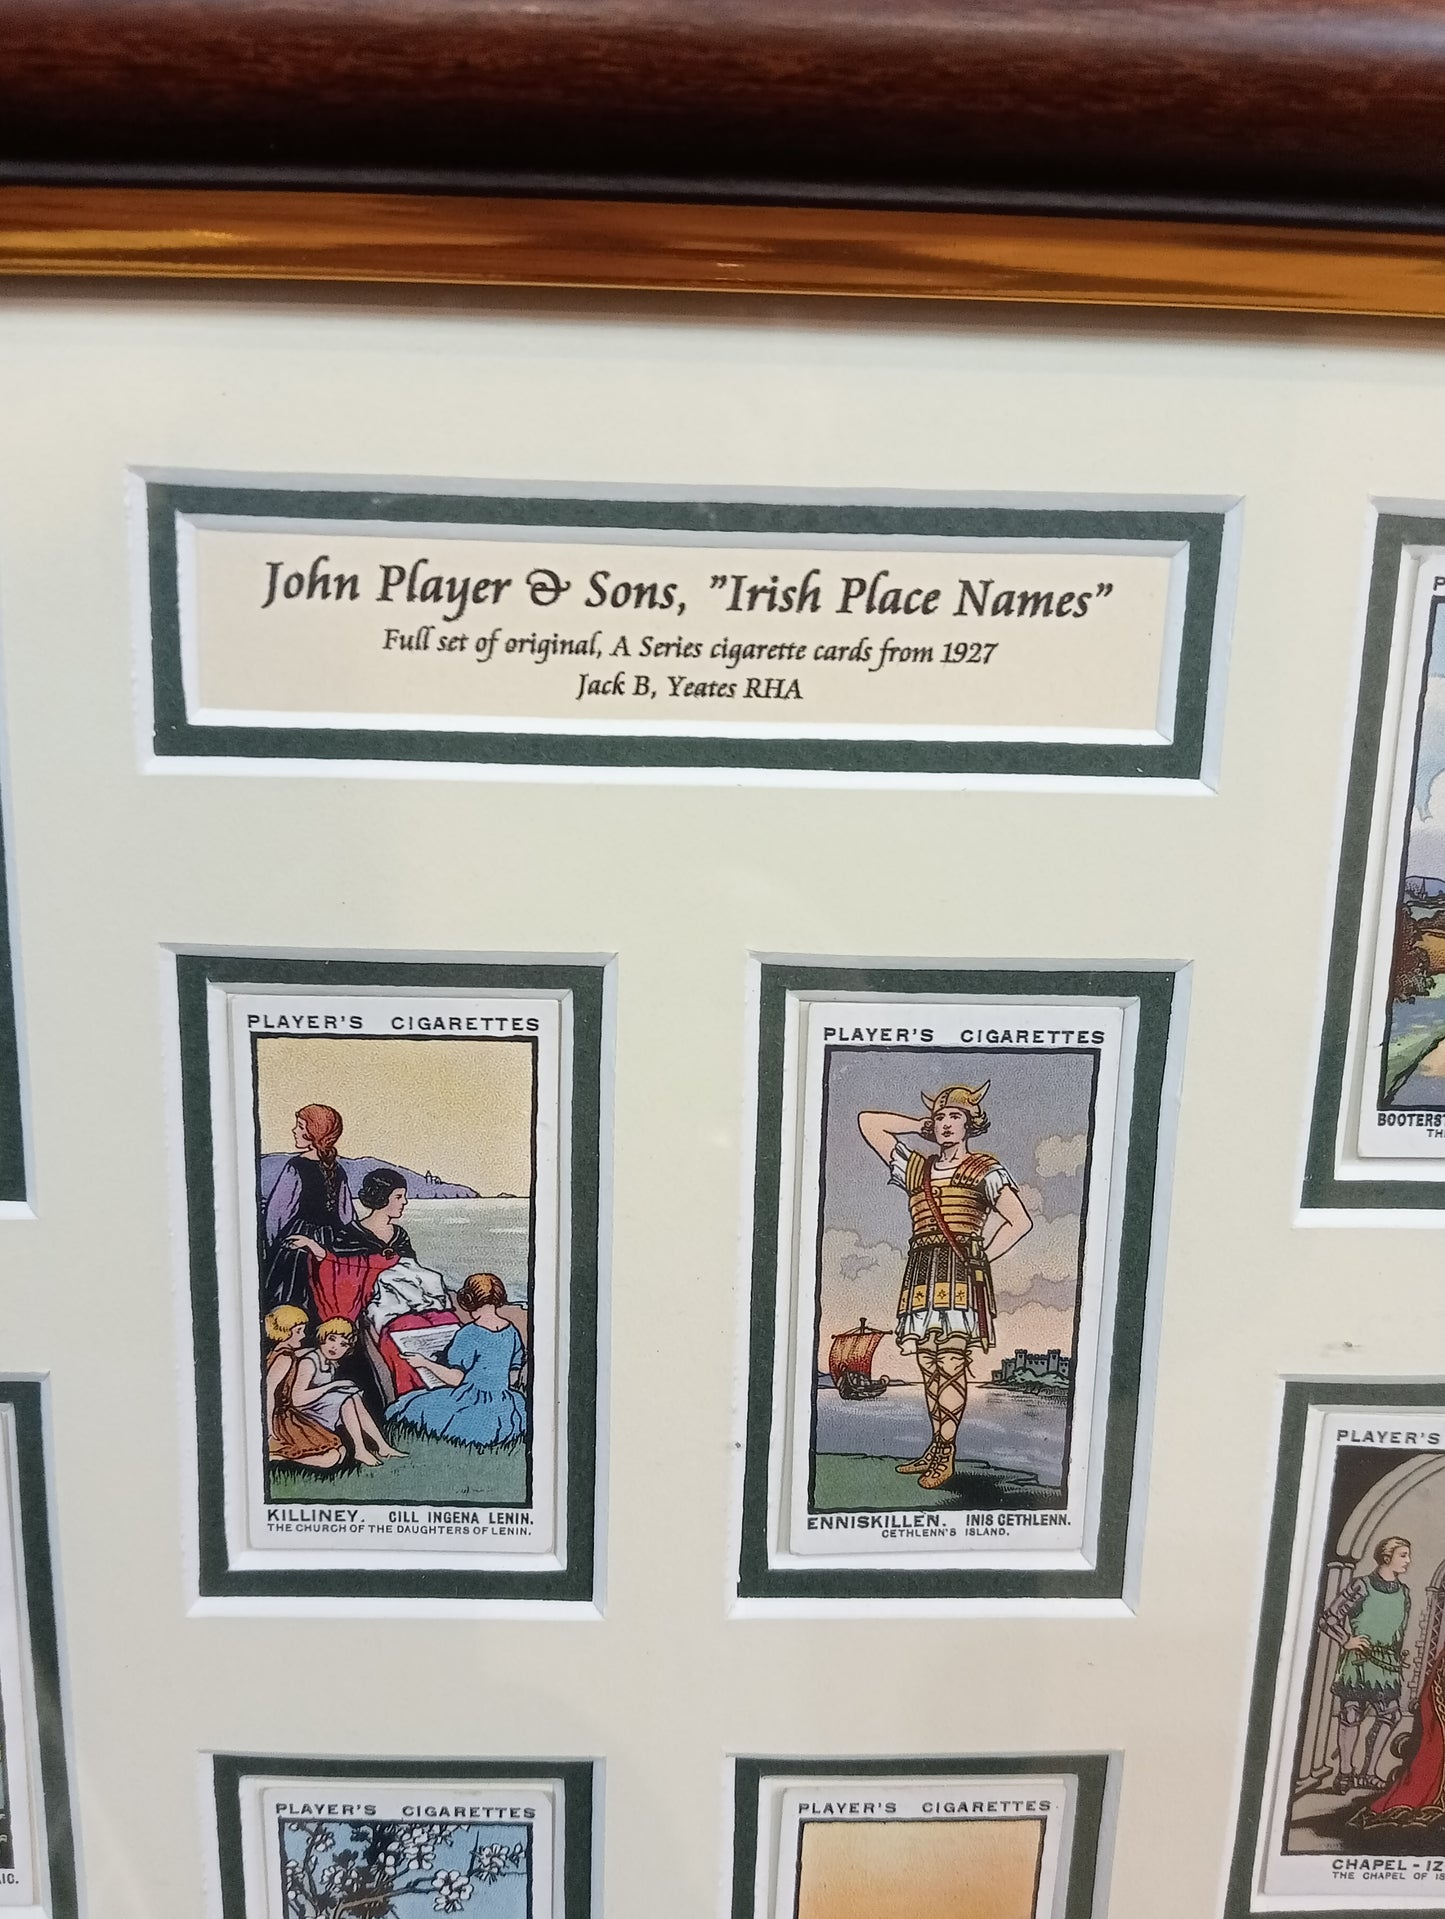 John Player & Sons, "Irish Place Names"
Full set of original, A Series cigarette cards from 1927
Jack B, Yeates RHA
PLAYER'S CIGARETTES
KILLINEY. CILL INGENA LENIN.
THE CHURCH OF THE DAUGHTERS OF LENIN.
PLAYER'S CIGARETTES
ENNISKILLEN. INIS CETHLENN.
CETHLENN'S ISLAND.
PLAYER'S
CHAPEL - IZ
THE CHAPEL OF
PLAYER'S CIGARETTES
PLAYER'S CIGARETTES